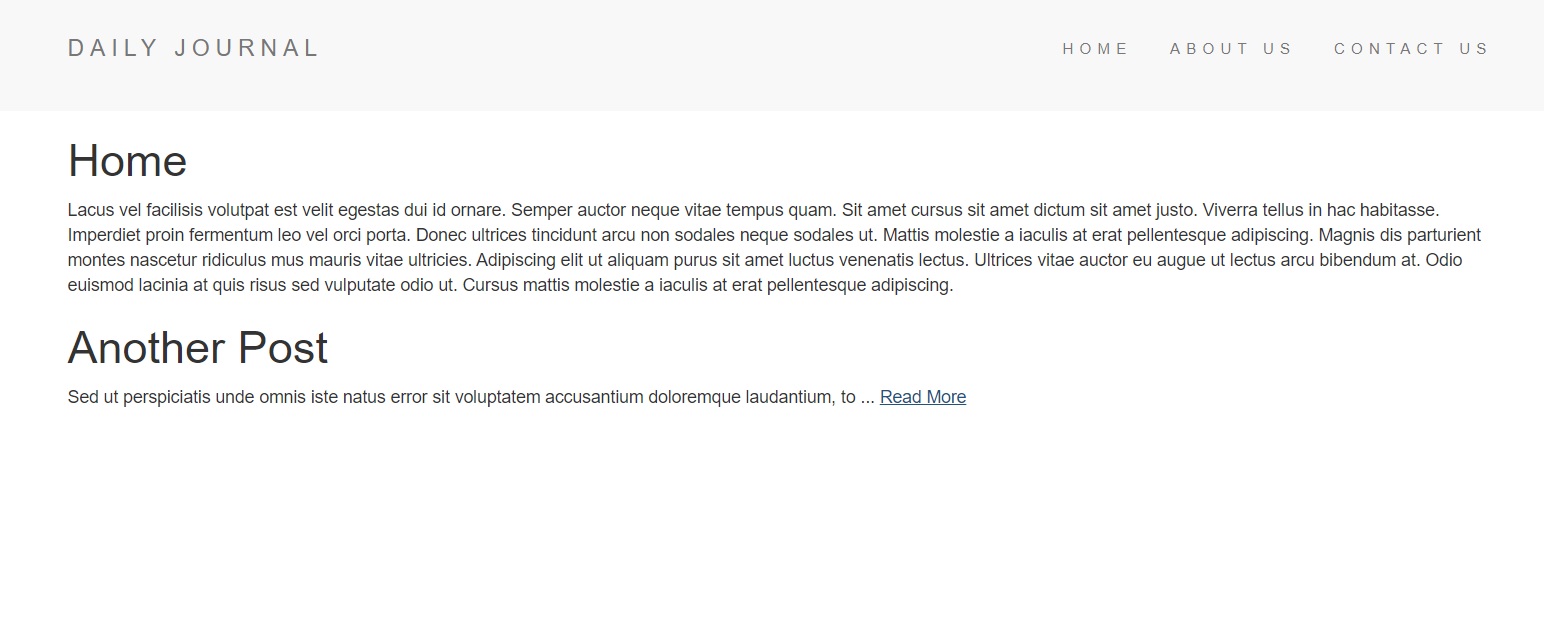 DAILY JOURNAL
HOME ABOUT US CONTACT US
Home
Lacus vel facilisis volutpat est velit egestas dui id ornare. Semper auctor neque vitae tempus quam. Sit amet cursus sit amet dictum sit amet justo. Viverra tellus in hac habitasse.
Imperdiet proin fermentum leo vel orci porta. Donec ultrices tincidunt arcu non sodales neque sodales ut. Mattis molestie a iaculis at erat pellentesque adipiscing. Magnis dis parturient
montes nascetur ridiculus mus mauris vitae ultricies. Adipiscing elit ut aliquam purus sit amet luctus venenatis lectus. Ultrices vitae auctor eu augue ut lectus arcu bibendum at. Odio
euismod lacinia at quis risus sed vulputate odio ut. Cursus mattis molestie a iaculis at erat pellentesque adipiscing.
Another Post
Sed ut perspiciatis unde omnis iste natus error sit voluptatem accusantium doloremque laudantium, to ... Read More